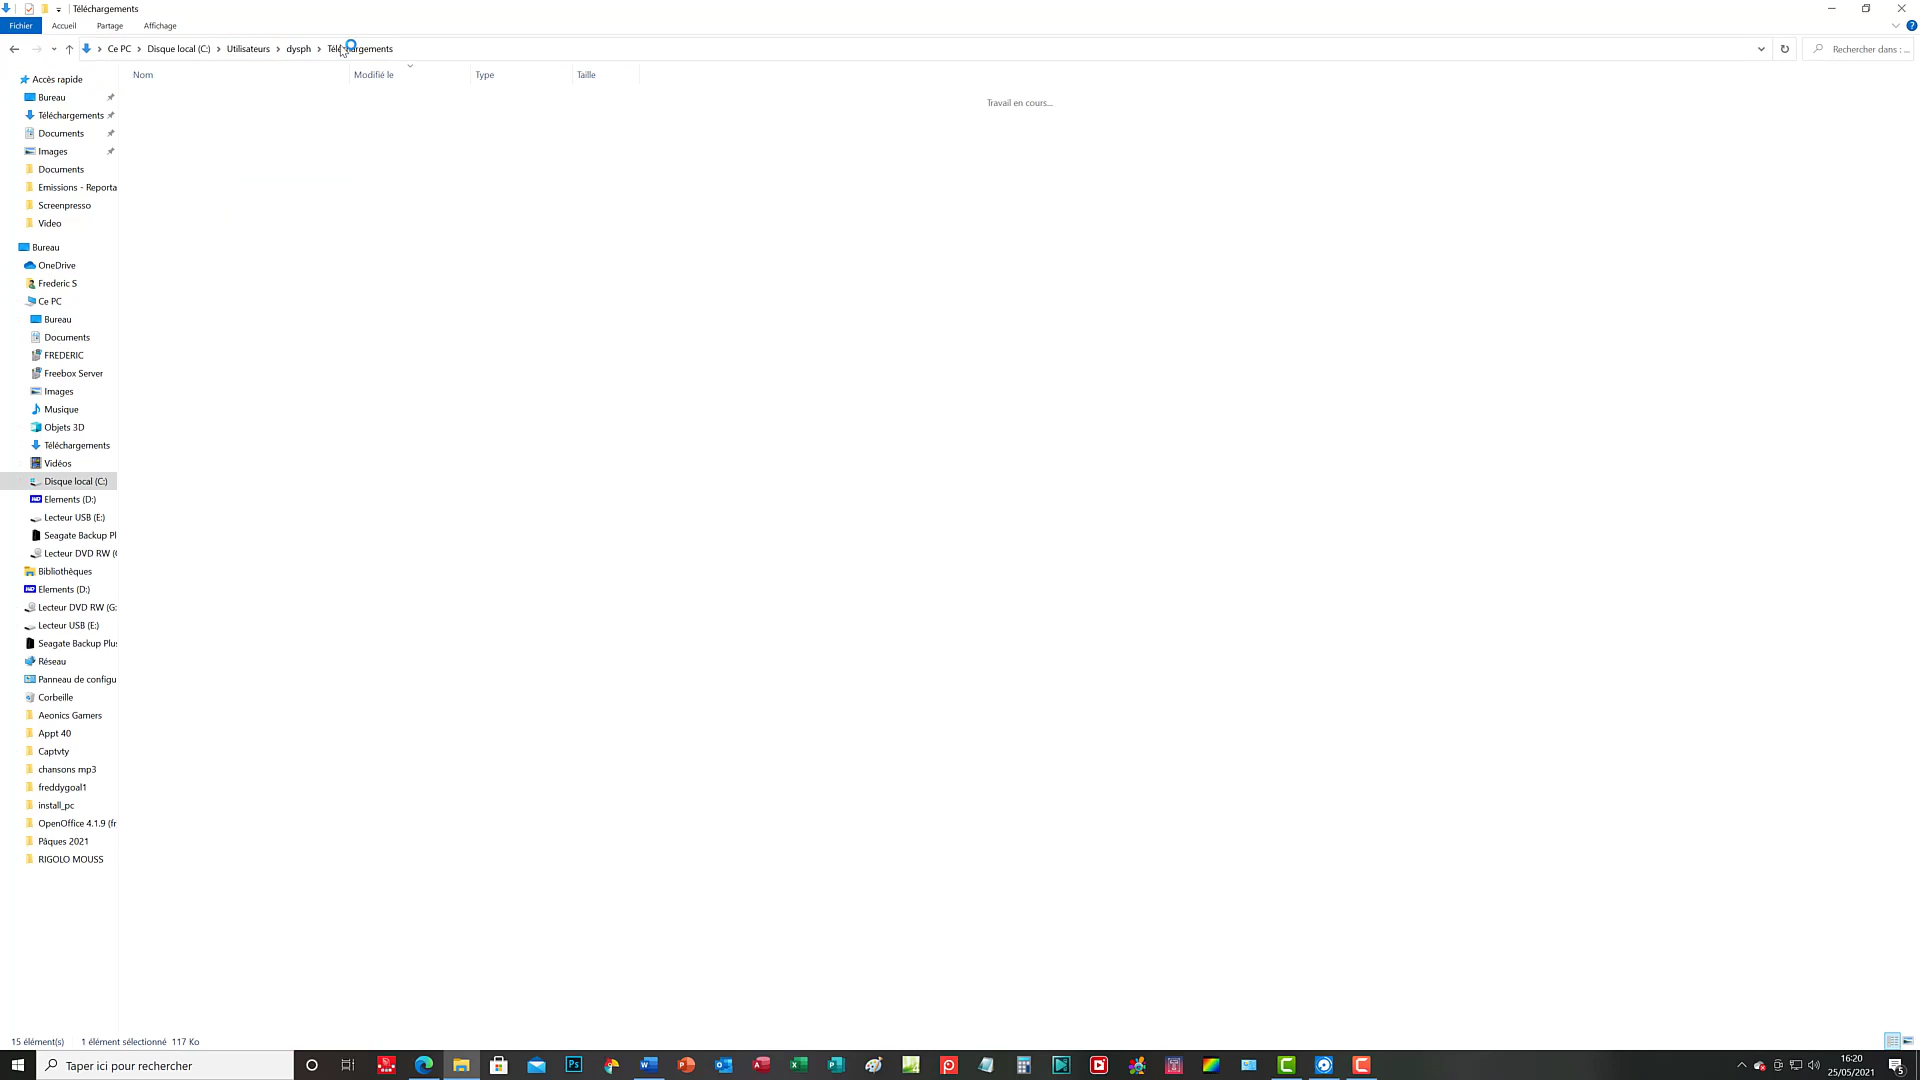 Téléchargements
Fichier Accueil Partage Affichage
Ce PC Disque local (C:) Utilisateurs dysph Téléchargements Rechercher dans : ...
Nom Modifié le Type Taille
Travail en cours...
Accès rapide
Bureau
Téléchargements
Documents
Images
Documents
Emissions - Reporta
Screenpresso
Video
Bureau
OneDrive
Frederic S
Ce PC
Bureau
Documents
FREDERIC
Freebox Server
Images
Musique
Objets 3D
Téléchargements
Vidéos
Disque local (C:)
Elements (D:)
Lecteur USB (E:)
Seagate Backup Pl
Lecteur DVD RW (
Bibliothèques
Elements (D:)
Lecteur DVD RW (G:
Lecteur USB (E:)
Seagate Backup Plus
Réseau
Panneau de configu
Corbeille
Aeonics Gamers
Appt 40
Captvty
chansons mp3
freddygoal1
install_pc
OpenOffice 4.1.9 (fr
Pâques 2021
RIGOLO MOUSS
15 élément(s) 1 élément sélectionné 117 Ko
Taper ici pour rechercher
16:20
25/05/2021
5